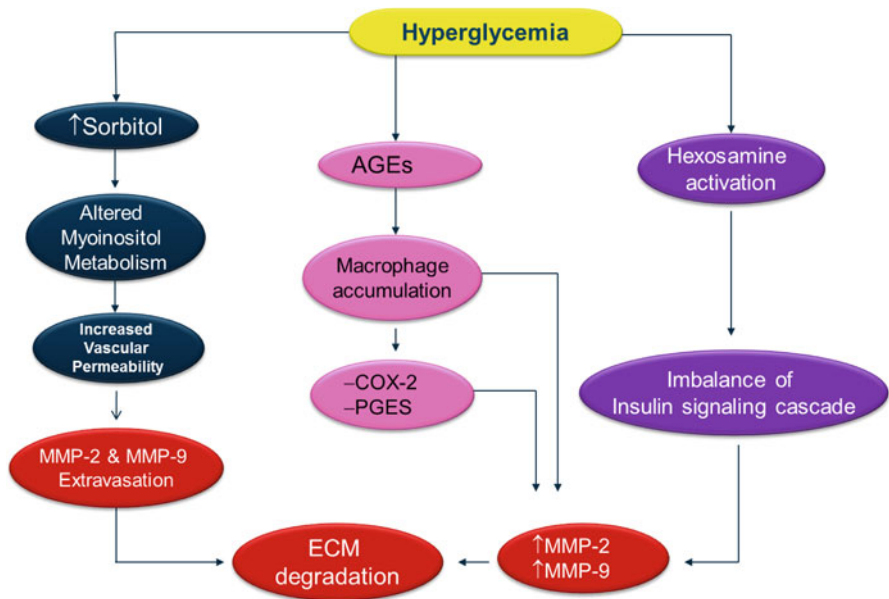 Hyperglycemia
↑Sorbitol
Altered
Myoinositol
Metabolism
Increased
Vascular
Permeability
MMP-2 & MMP-9
Extravasation
AGEs
Macrophage
accumulation
–COX-2
–PGES
Hexosamine
activation
Imbalance of
Insulin signaling cascade
↑MMP-2
↑MMP-9
ECM
degradation